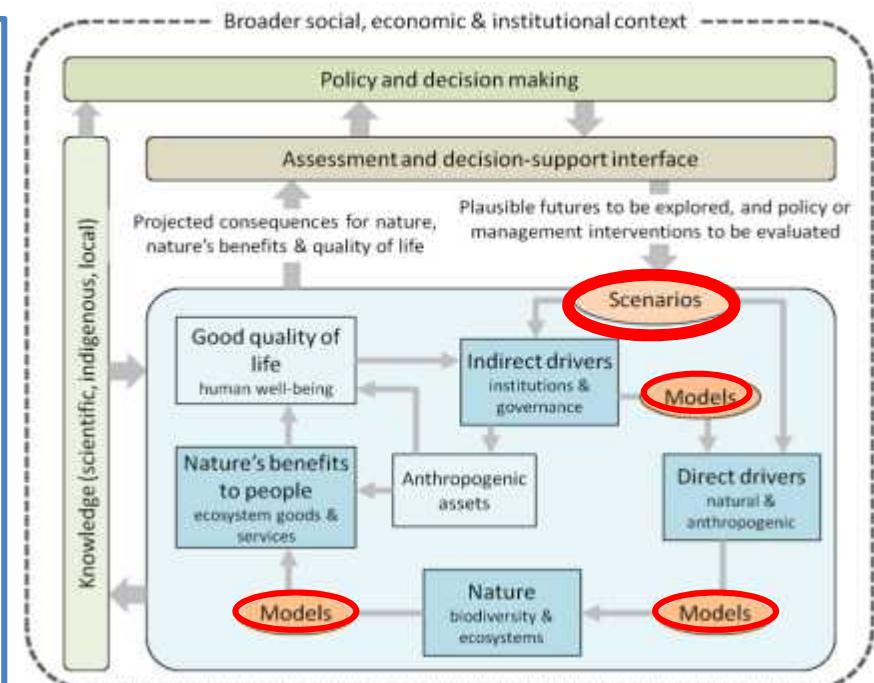 Broader social, economic & institutional context
Policy and decision making
Assessment and decision-support interface
Knowledge (scientific, indigenous, local)
Projected consequences for nature,
nature's benefits & quality of life
Plausible futures to be explored, and policy or
management interventions to be evaluated
Scenarios
Good quality of
life
human well-being
Indirect drivers
institutions &
governance
Models
Nature's benefits
to people
ecosystem goods &
services
Anthropogenic
assets
Direct drivers
natural &
anthropogenic
Models
Nature
biodiversity &
ecosystems
Models